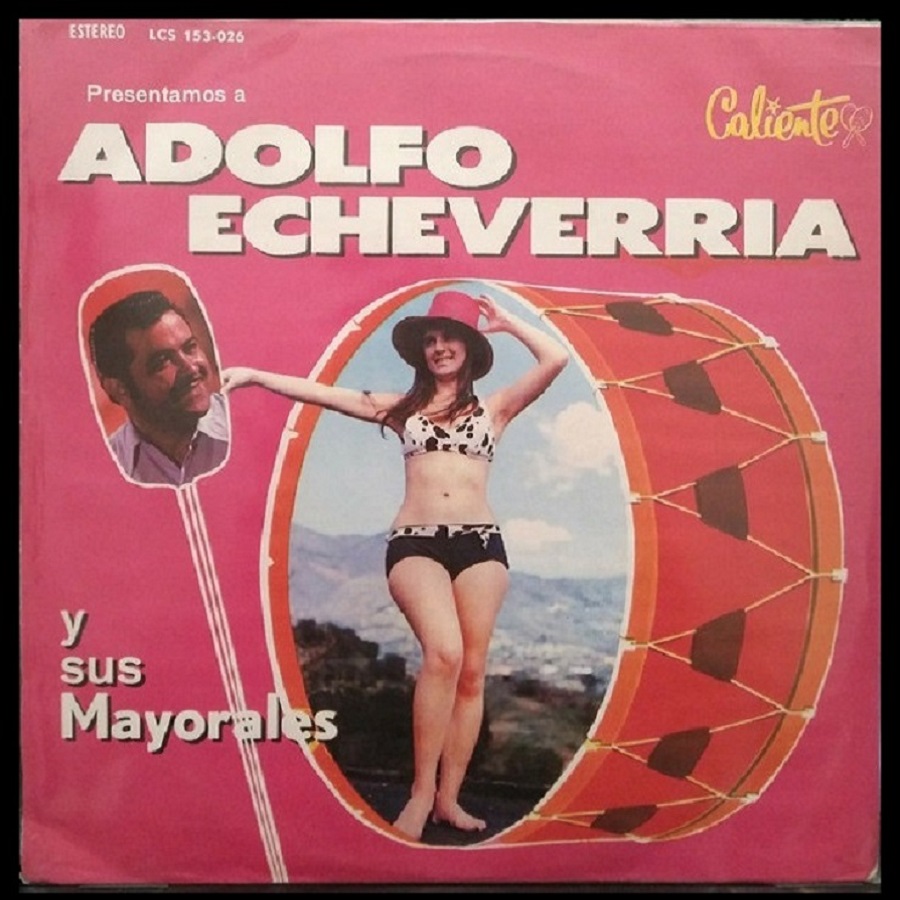 ESTEREO LCS 153-026
Presentamos a
Caliente
ADOLFO
ECHEVERRIA
y
sus
Mayorales